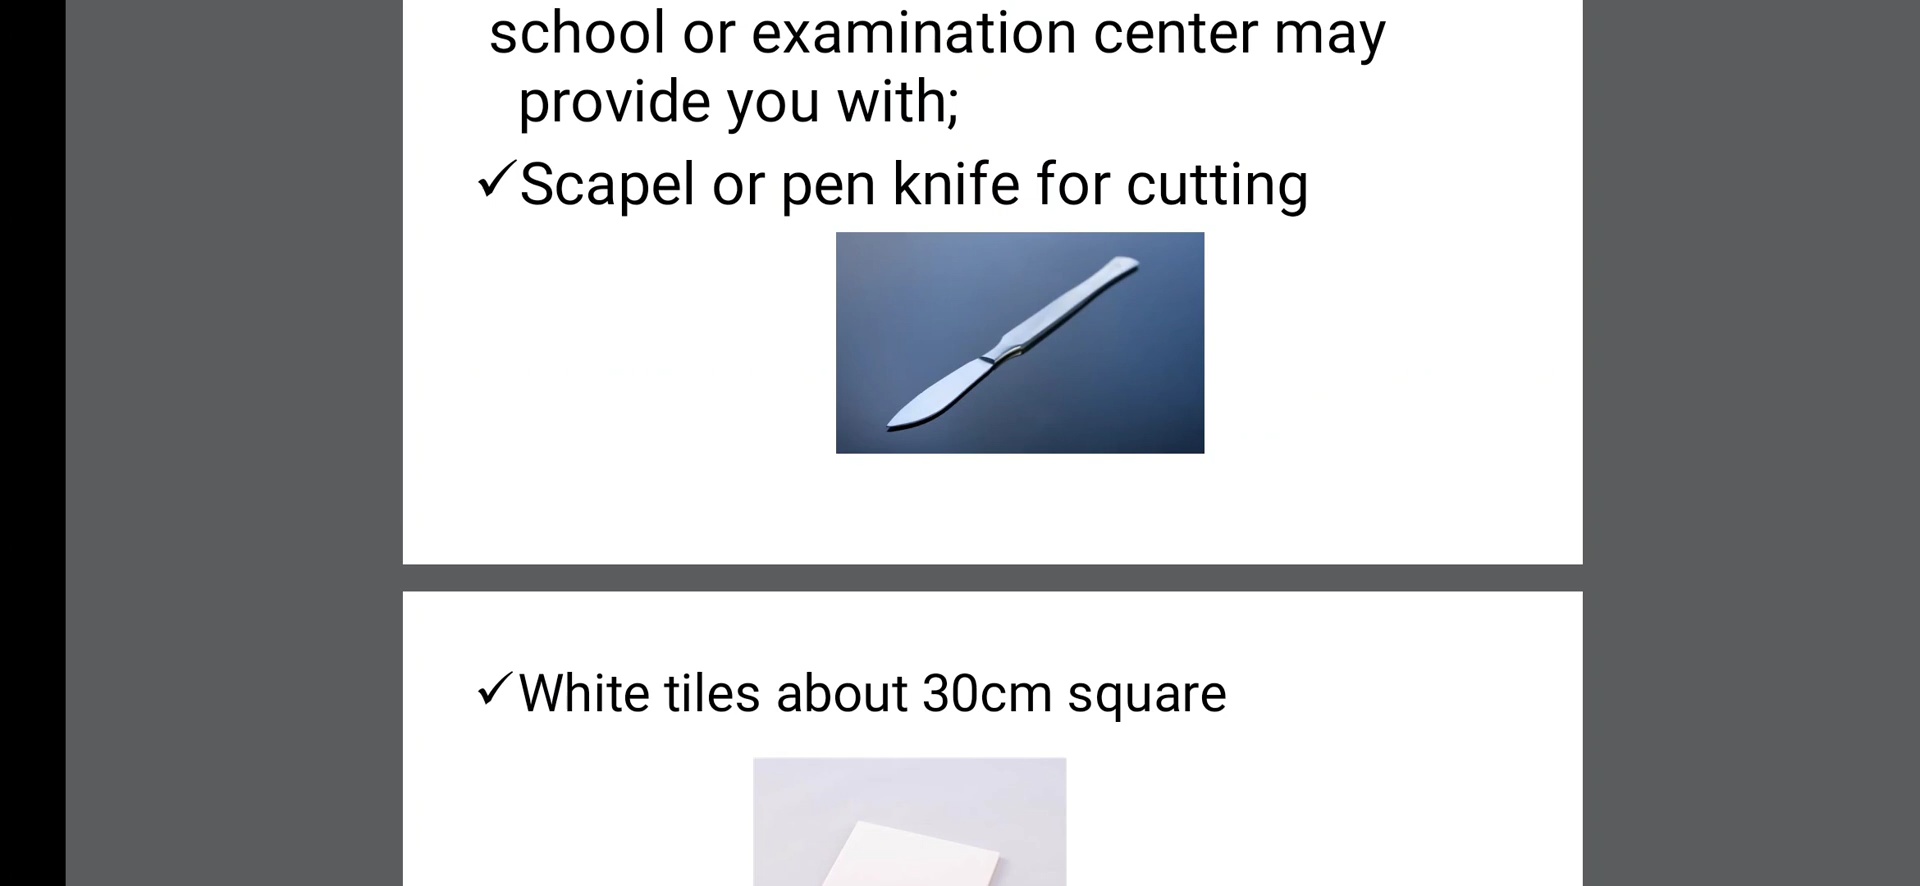 school or examination center may
provide you with;
✓Scapel or pen knife for cutting
✓White tiles about 30cm square